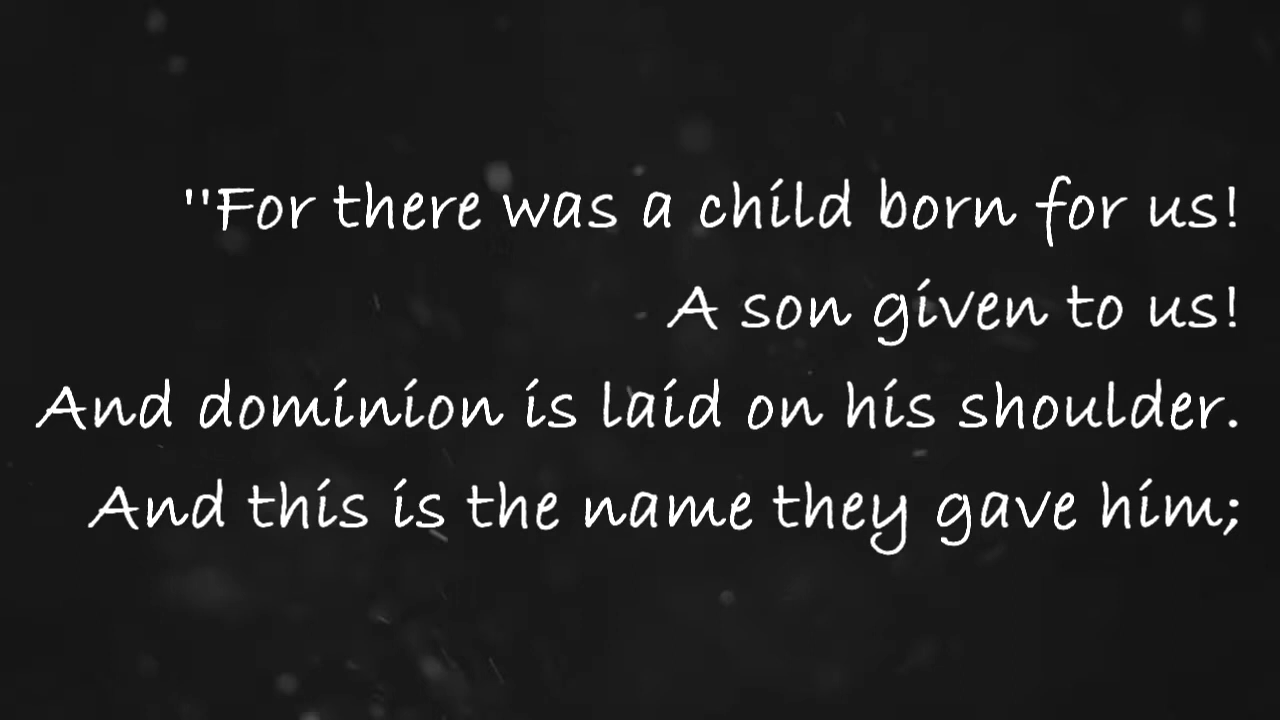 "For there was a child born for us!
A son given to us!
And dominion is laid on his shoulder.
And this is the name they gave him;